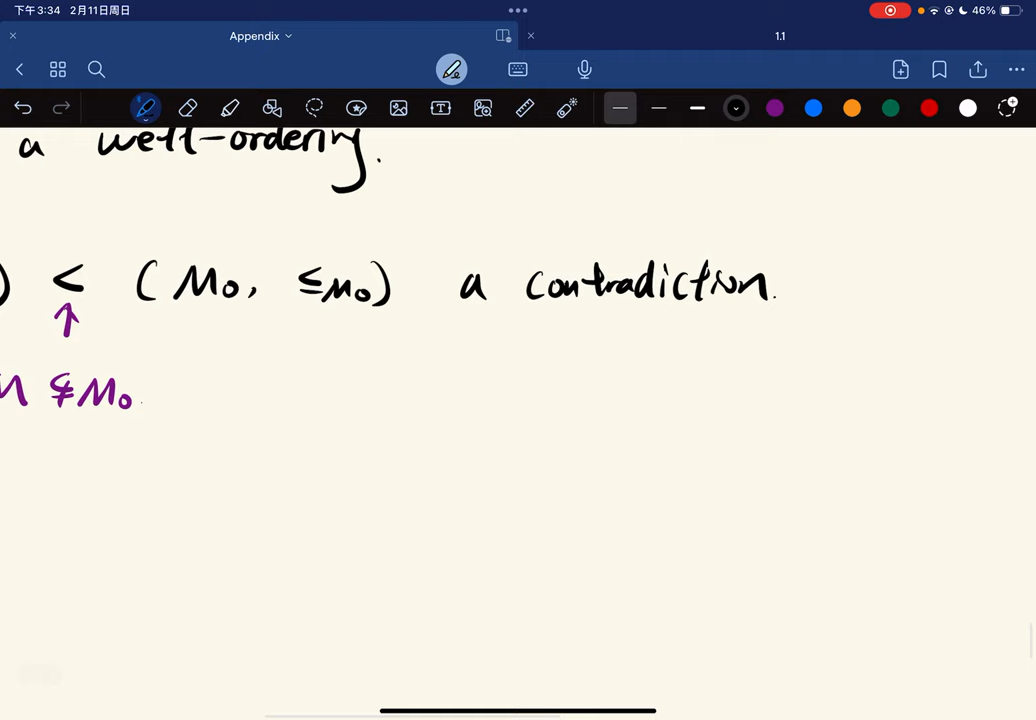 下午3:34 2月11日周日 46%
Appendix 1.1
a well-ordering.
) < (M₀, ≤M₀) a contradiction.
↑
M ⊊ M₀.